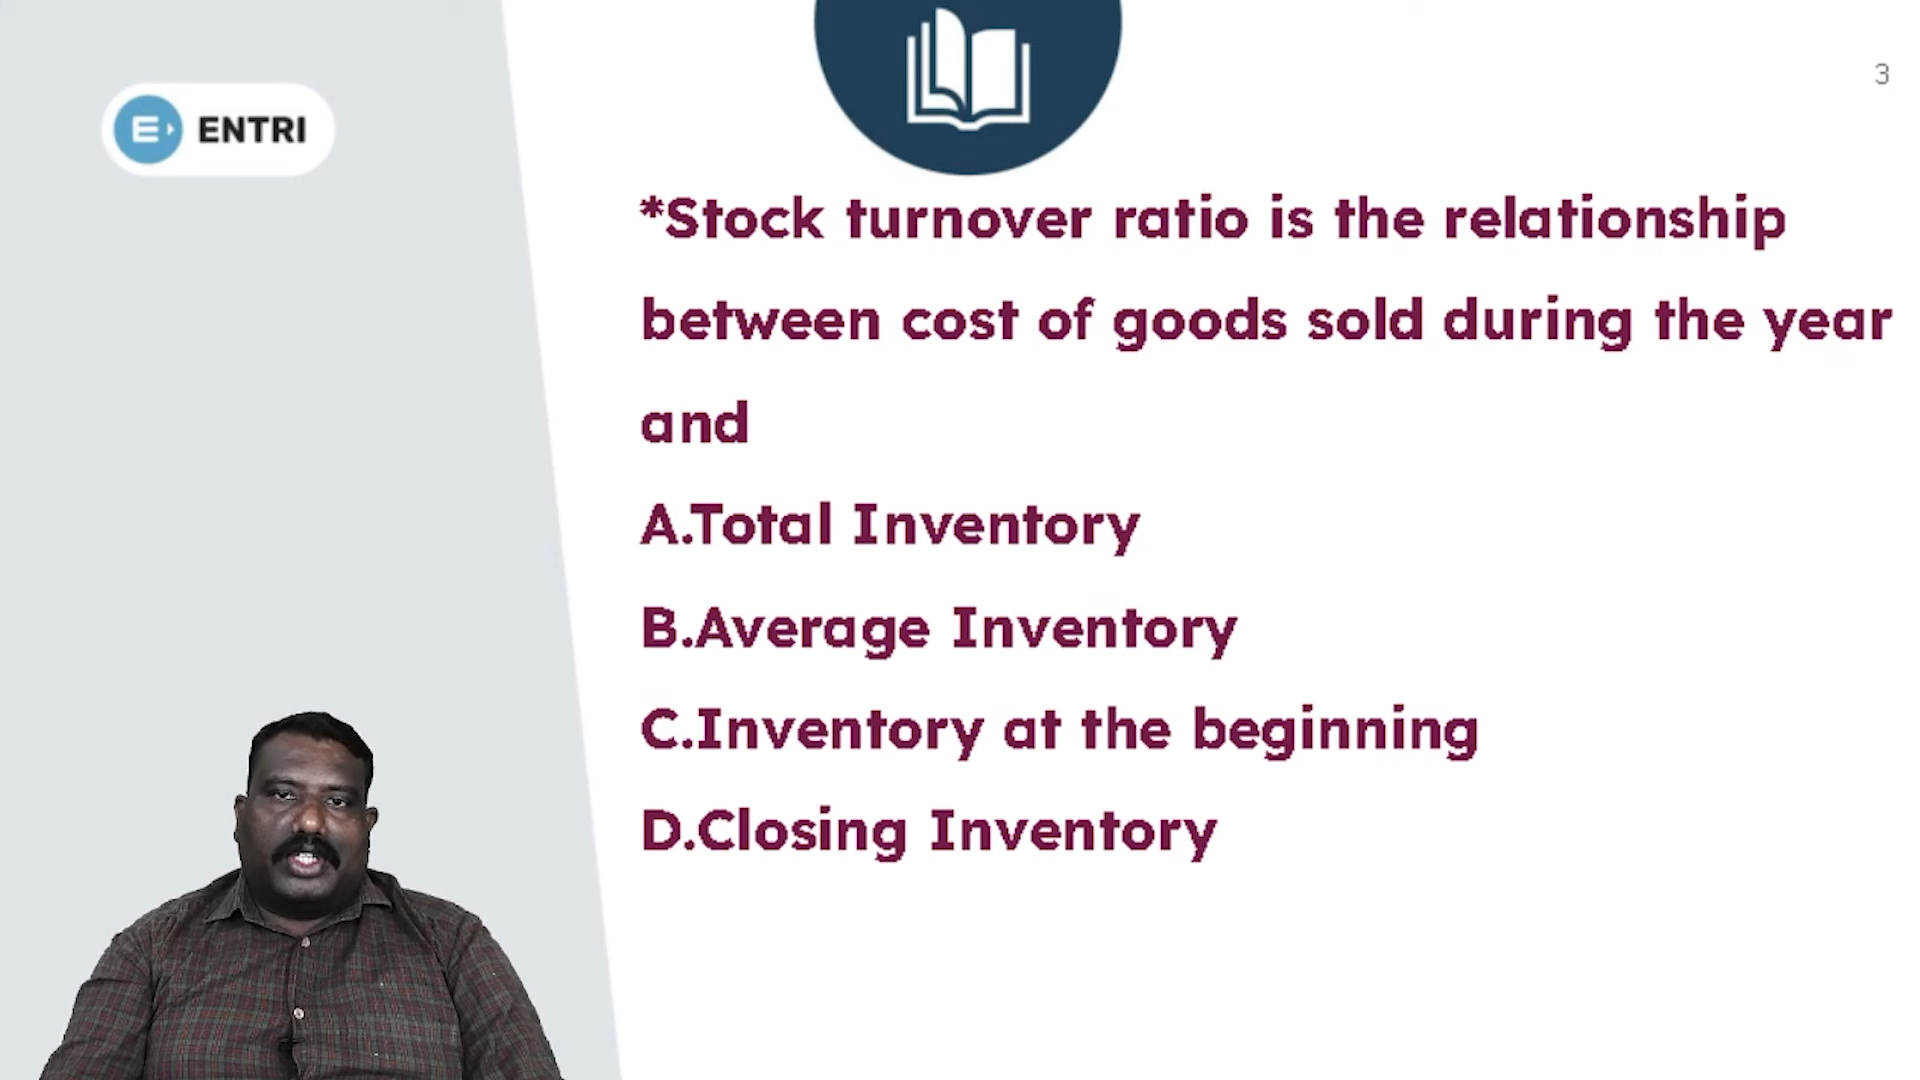 ENTRI
3
*Stock turnover ratio is the relationship
between cost of goods sold during the year
and
A.Total Inventory
B.Average Inventory
C.Inventory at the beginning
D.Closing Inventory